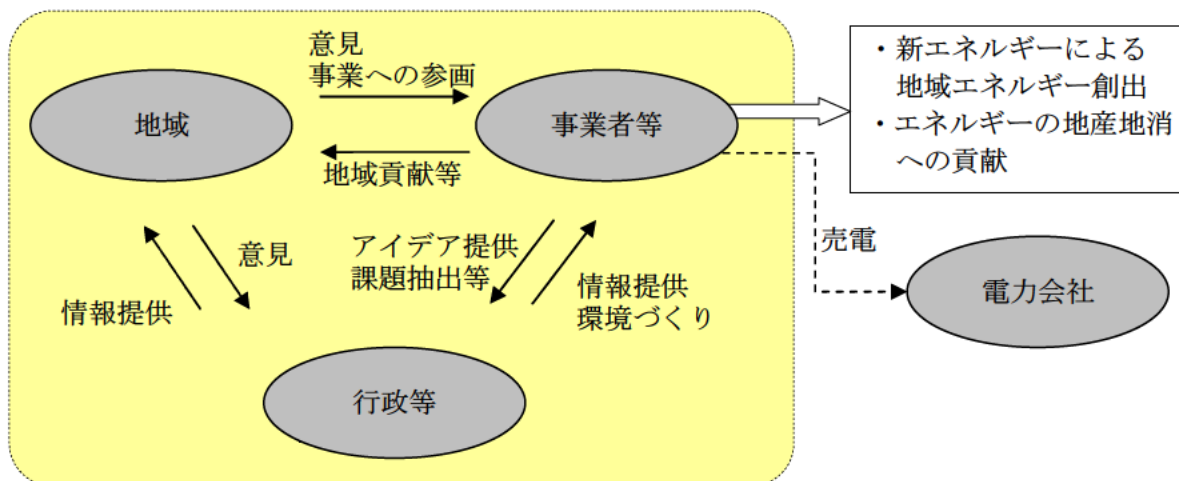 意見
事業への参画
地域
事業者等
地域貢献等
・新エネルギーによる
地域エネルギー創出
・エネルギーの地産地消
への貢献
意見
情報提供
アイデア提供
課題抽出等
情報提供
環境づくり
売電
電力会社
行政等